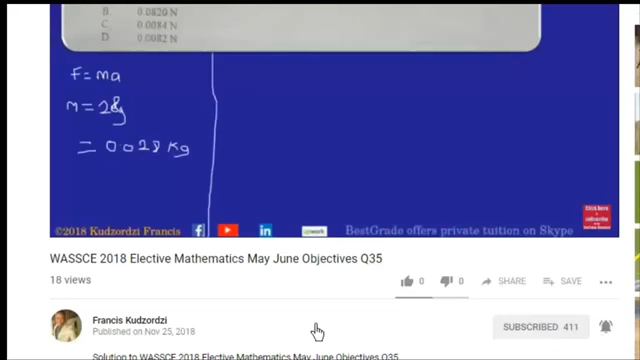 B. 0.0820 N
C. 0.0084 N
D. 0.0082 N
F = ma
M = 28g
= 0.028 kg
©2018 Kudzordzi Francis
f
in
upwork
BestGrade offers private tuition on Skype
WASSCE 2018 Elective Mathematics May June Objectives Q35
18 views
0
0
SHARE
SAVE
Francis Kudzordzi
Published on Nov 25, 2018
SUBSCRIBED 411
Solution to WASSCE 2018 Elective Mathematics May June Objectives Q35